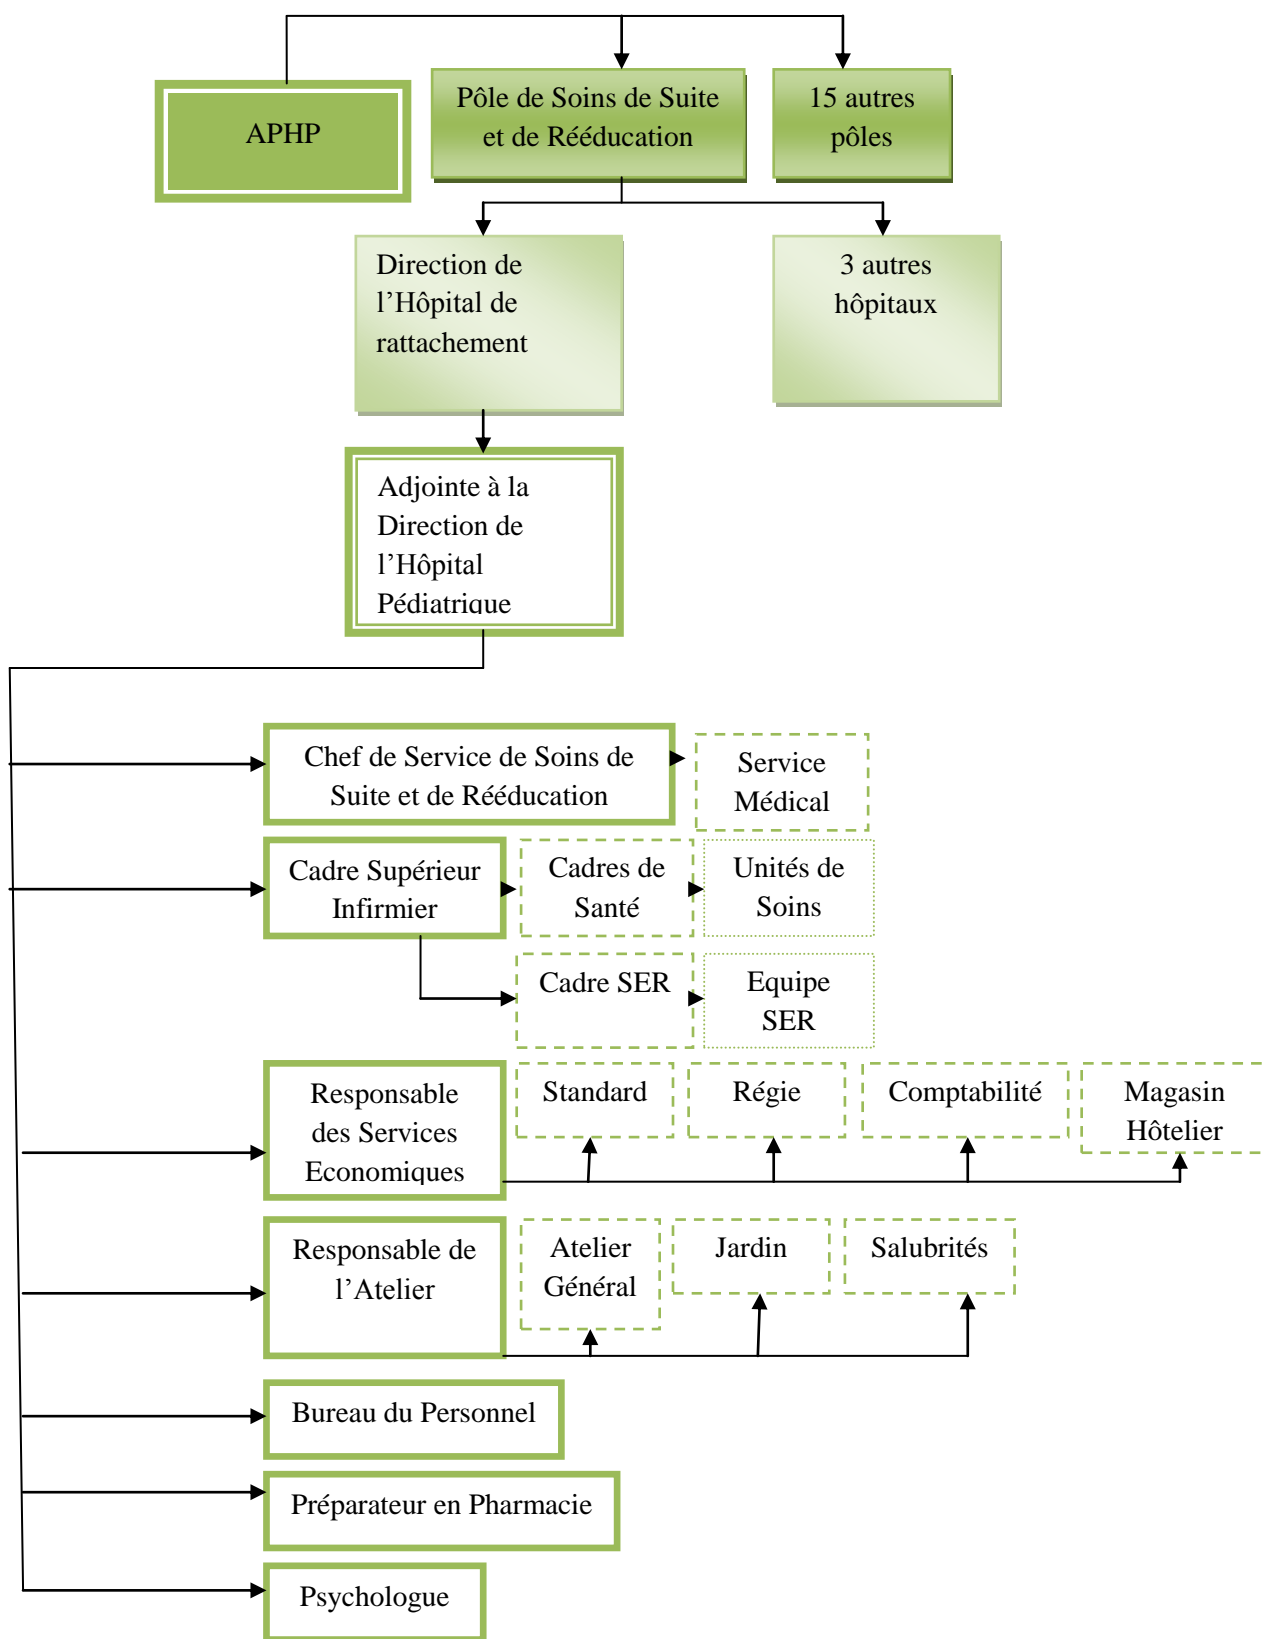 APHP
Pôle de Soins de Suite
et de Rééducation
15 autres
pôles
Direction de
l’Hôpital de
rattachement
3 autres
hôpitaux
Adjointe à la
Direction de
l’Hôpital
Pédiatrique
Chef de Service de Soins de
Suite et de Rééducation
Service
Médical
Cadre Supérieur
Infirmier
Cadres de
Santé
Unités de
Soins
Cadre SER
Equipe
SER
Responsable
des Services
Economiques
Standard
Régie
Comptabilité
Magasin
Hôtelier
Responsable de
l’Atelier
Atelier
Général
Jardin
Salubrités
Bureau du Personnel
Préparateur en Pharmacie
Psychologue